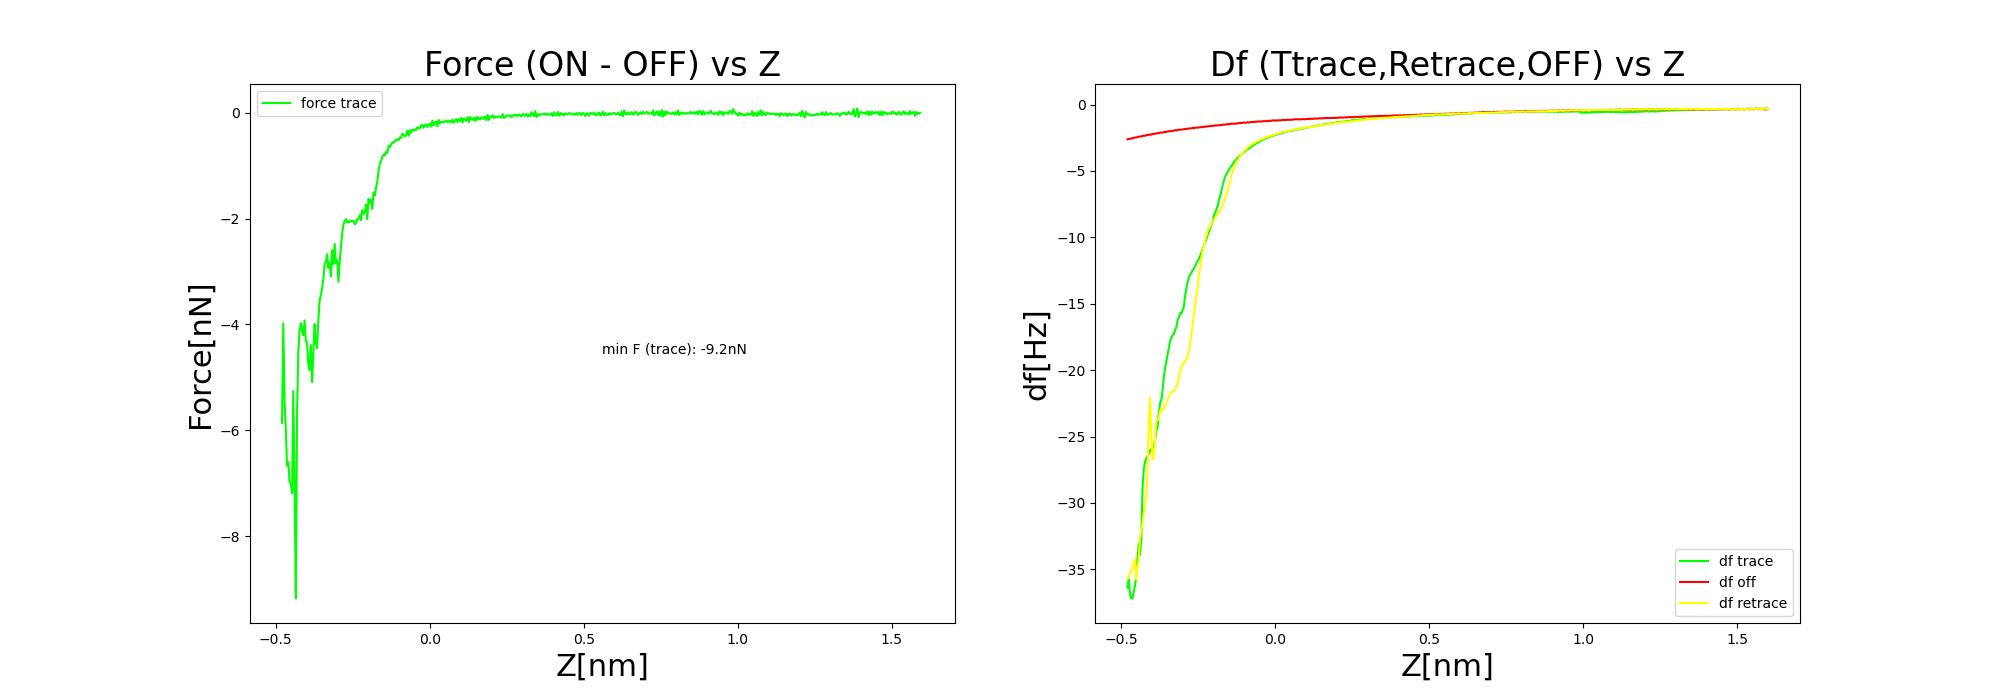 Force (ON - OFF) vs Z
force trace
0
−2
−4
−6
−8
Force[nN]
min F (trace): -9.2nN
−0.5
0.0
0.5
1.0
1.5
Z[nm]
Df (Ttrace,Retrace,OFF) vs Z
0
−5
−10
−15
−20
−25
−30
−35
df[Hz]
df trace
df off
df retrace
−0.5
0.0
0.5
1.0
1.5
Z[nm]